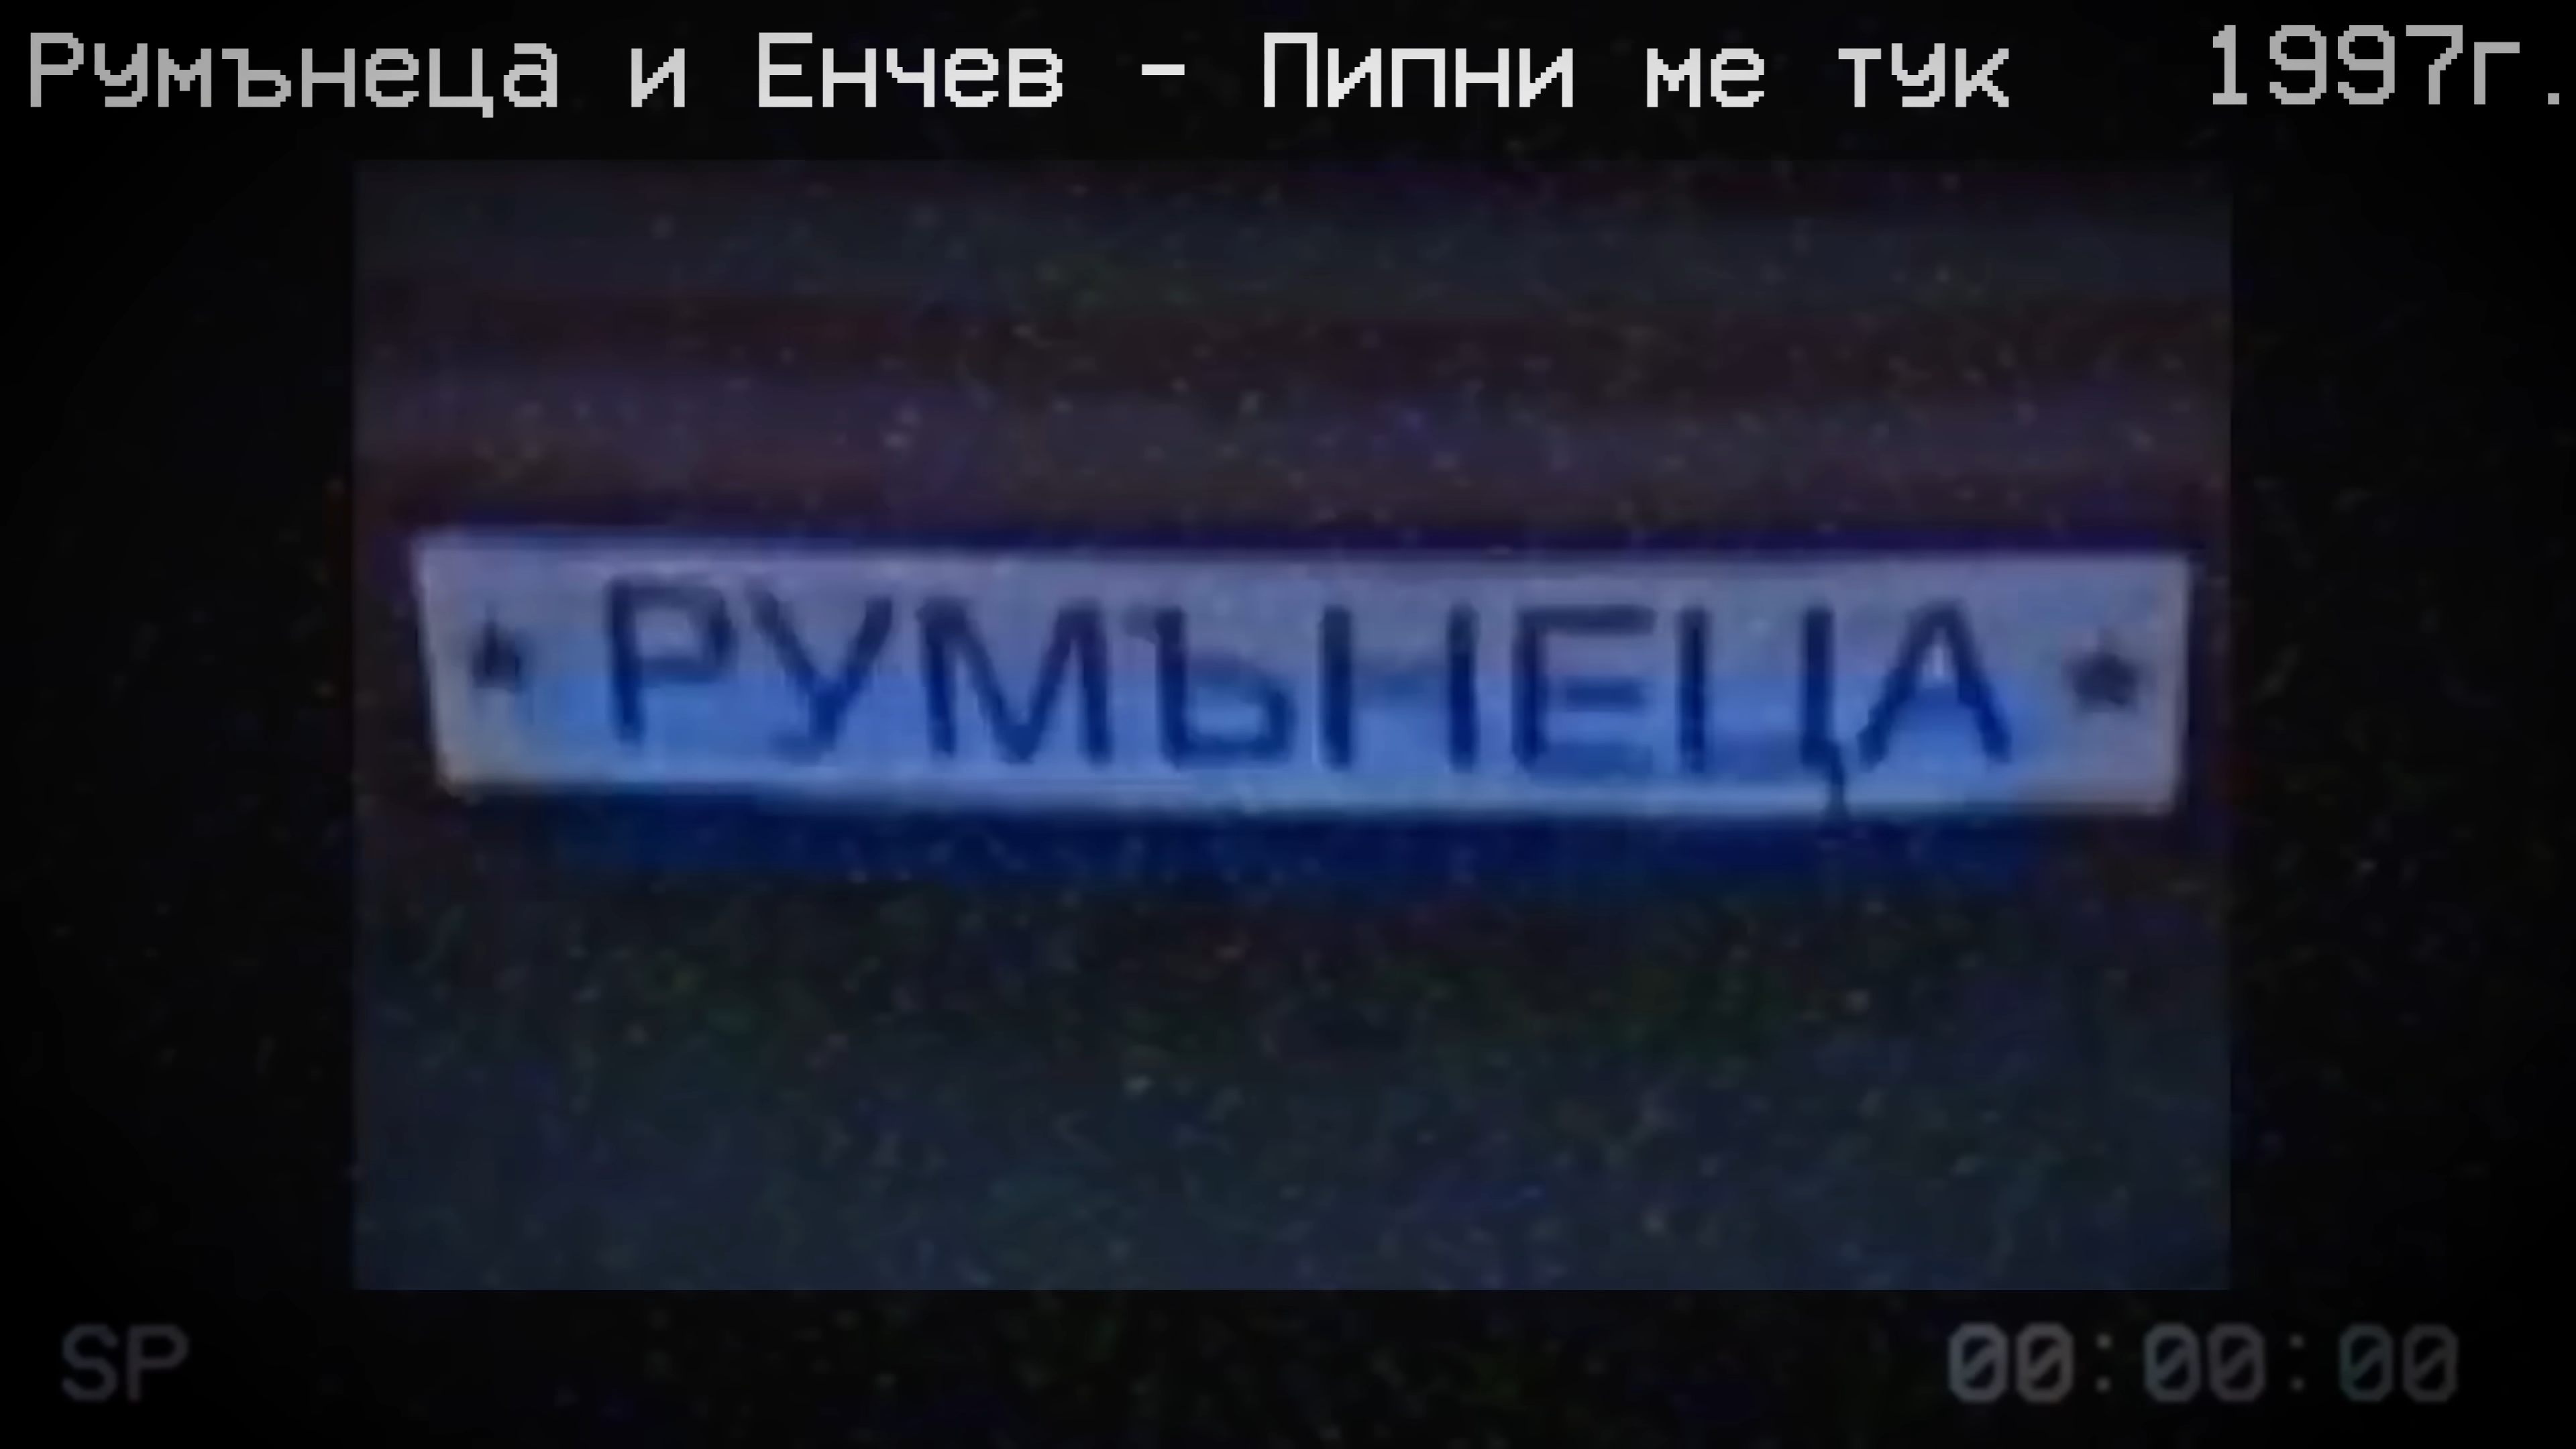 Румънеца и Енчев - Пипни ме тук 1997г.
★ РУМЪНЕЦА ★
SP 00:00:00